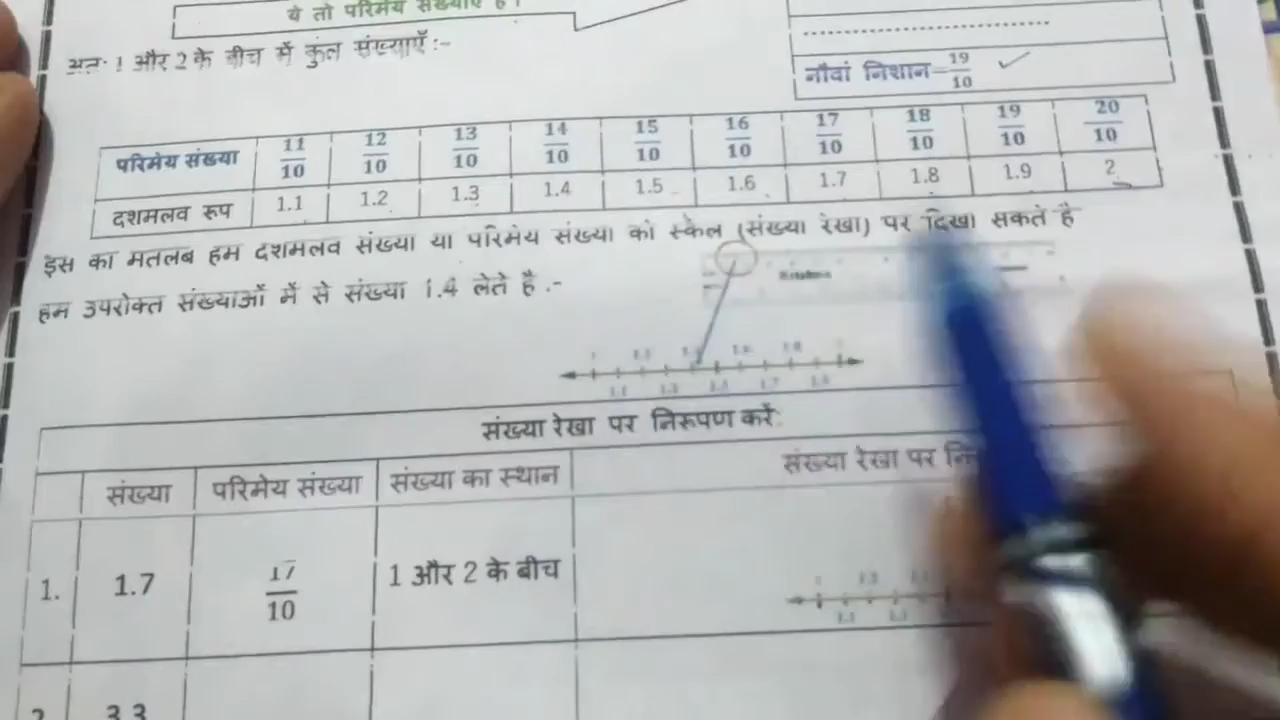 ये तो परिमेय संख्याएँ है।
अतः 1 और 2 के बीच में कुल संख्याएँ :-
नौवां निशान=19/10
परिमेय संख्या 11/10 12/10 13/10 14/10 15/10 16/10 17/10 18/10 19/10 20/10
दशमलव रूप 1.1 1.2 1.3 1.4 1.5 1.6 1.7 1.8 1.9 2
इस का मतलब हम दशमलव संख्या या परिमेय संख्या को स्केल (संख्या रेखा) पर दिखा सकते है
हम उपरोक्त संख्याओं में से संख्या 1.4 लेते है :-
संख्या रेखा पर निरूपण करें:
संख्या परिमेय संख्या संख्या का स्थान संख्या रेखा पर
1. 1.7 17/10 1 और 2 के बीच
2. 3.3